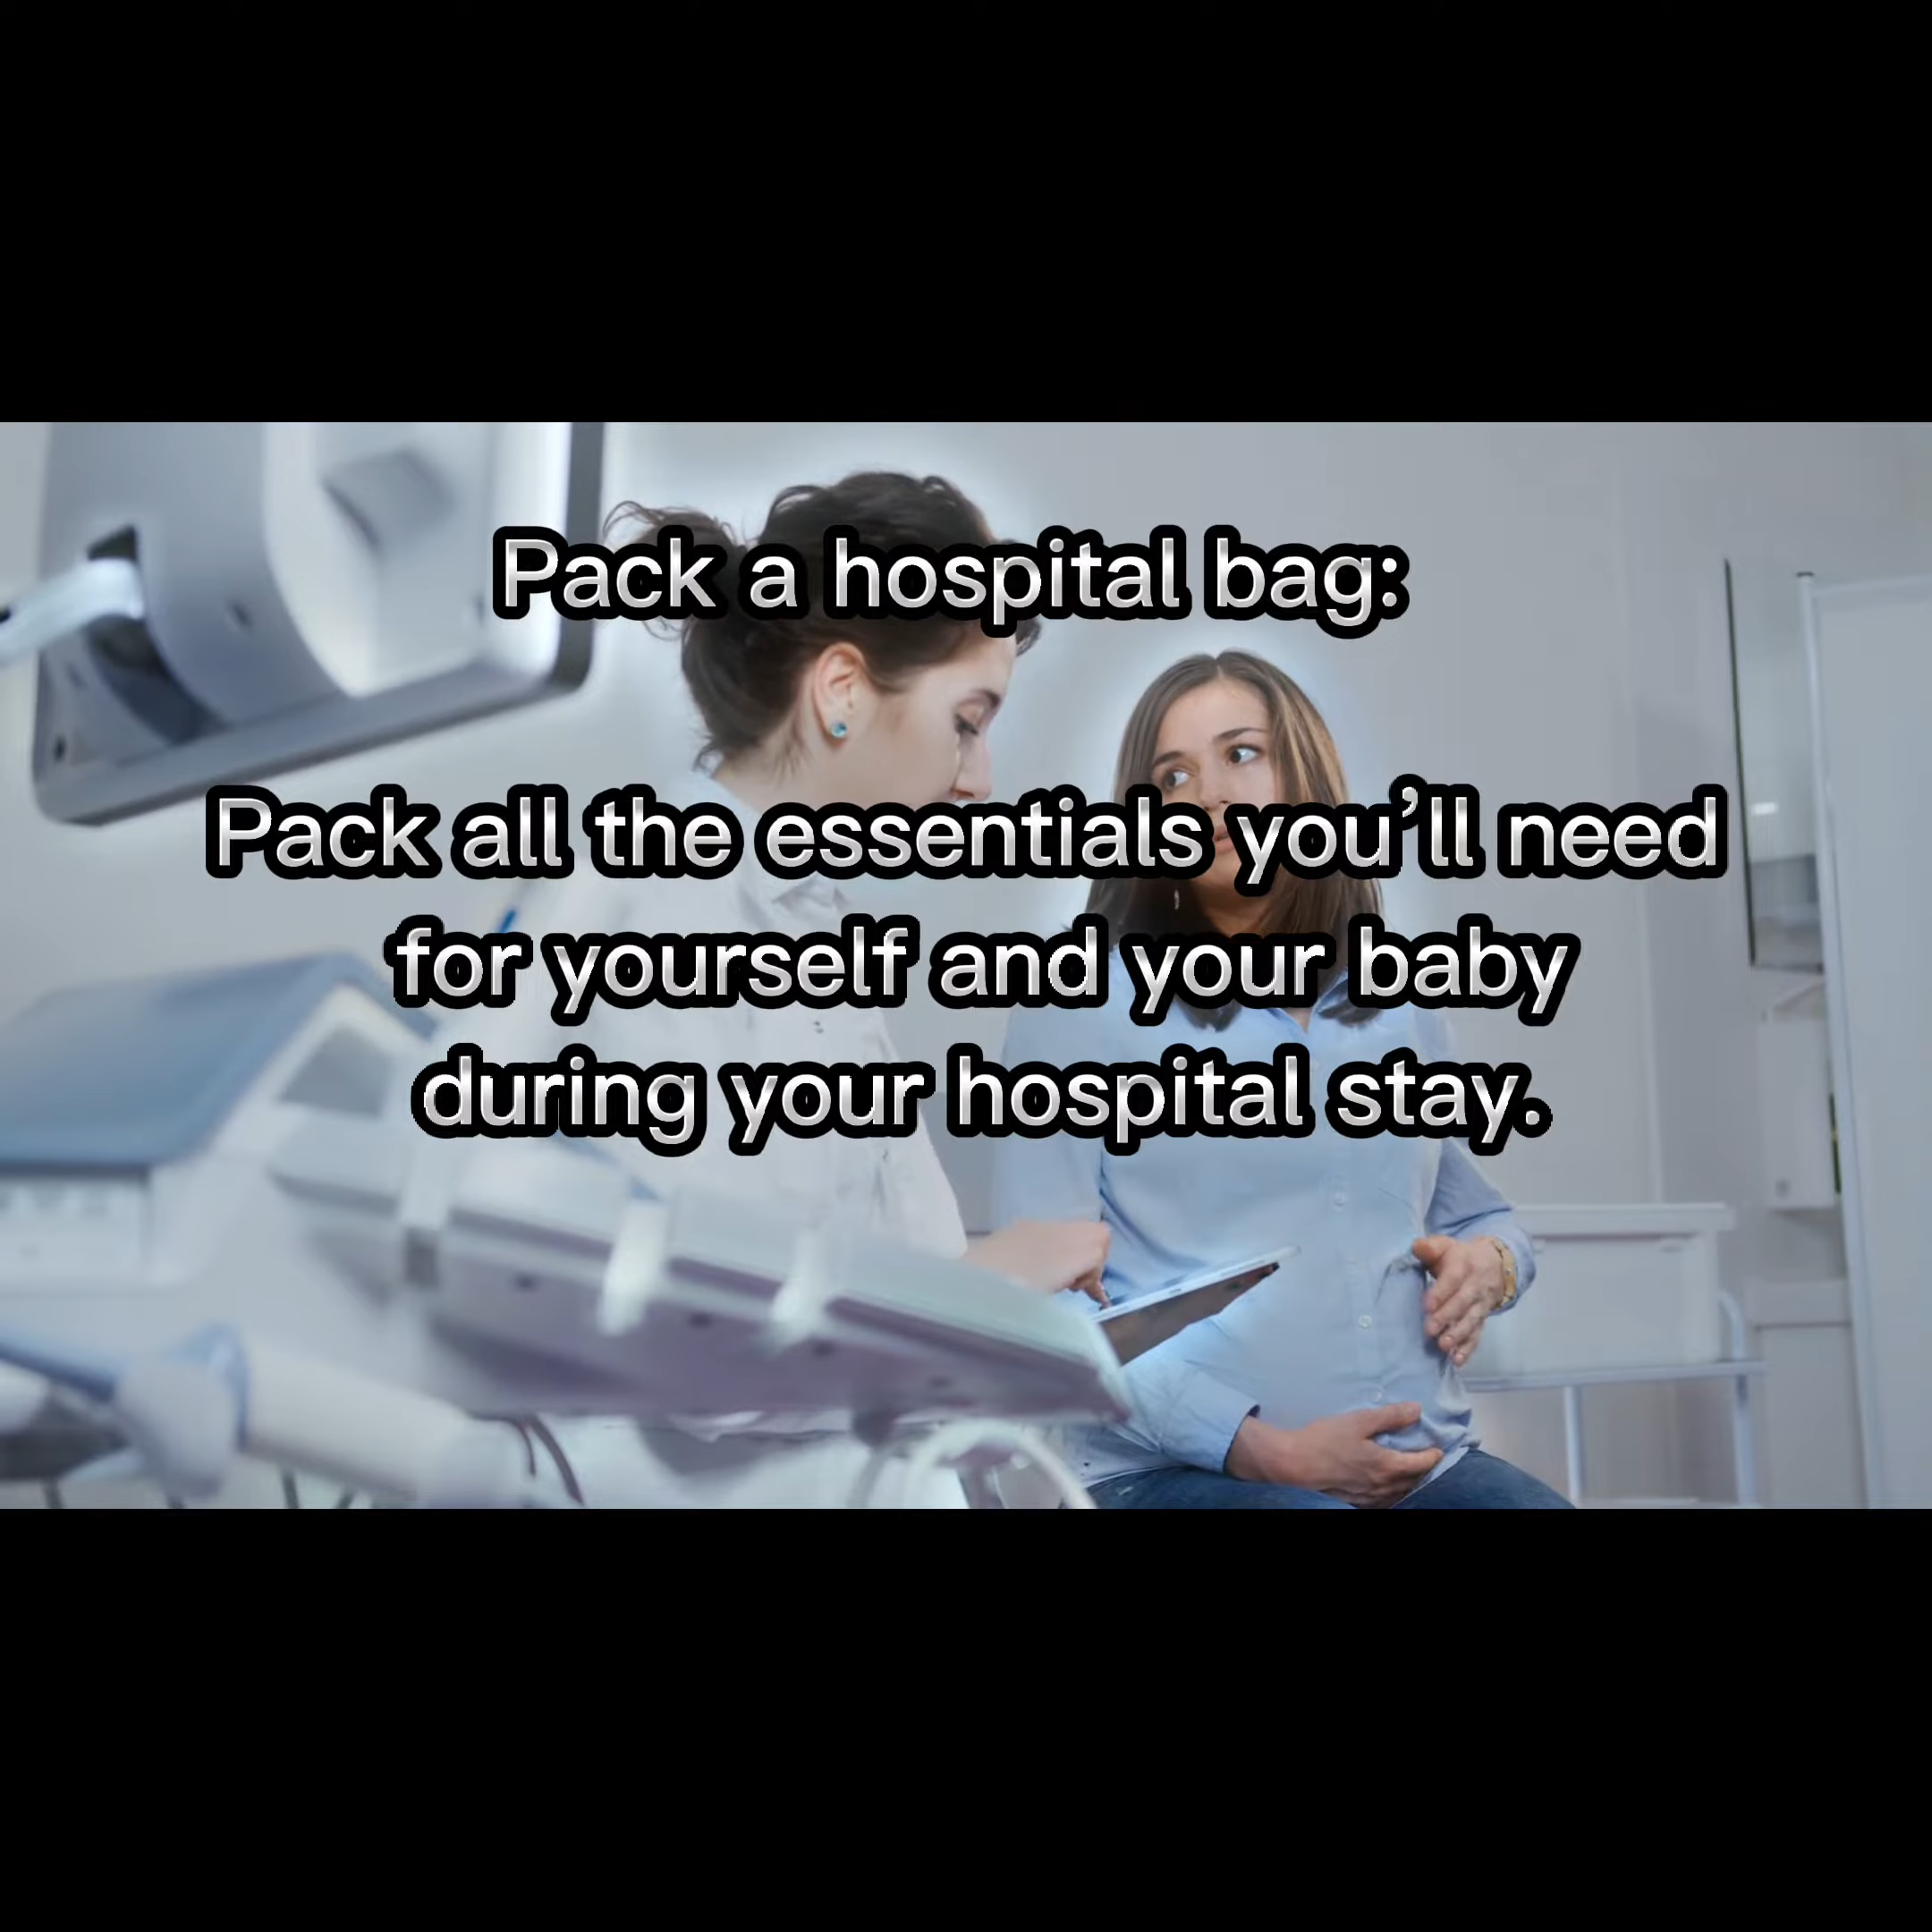 Pack a hospital bag:
Pack all the essentials you’ll need
for yourself and your baby
during your hospital stay.